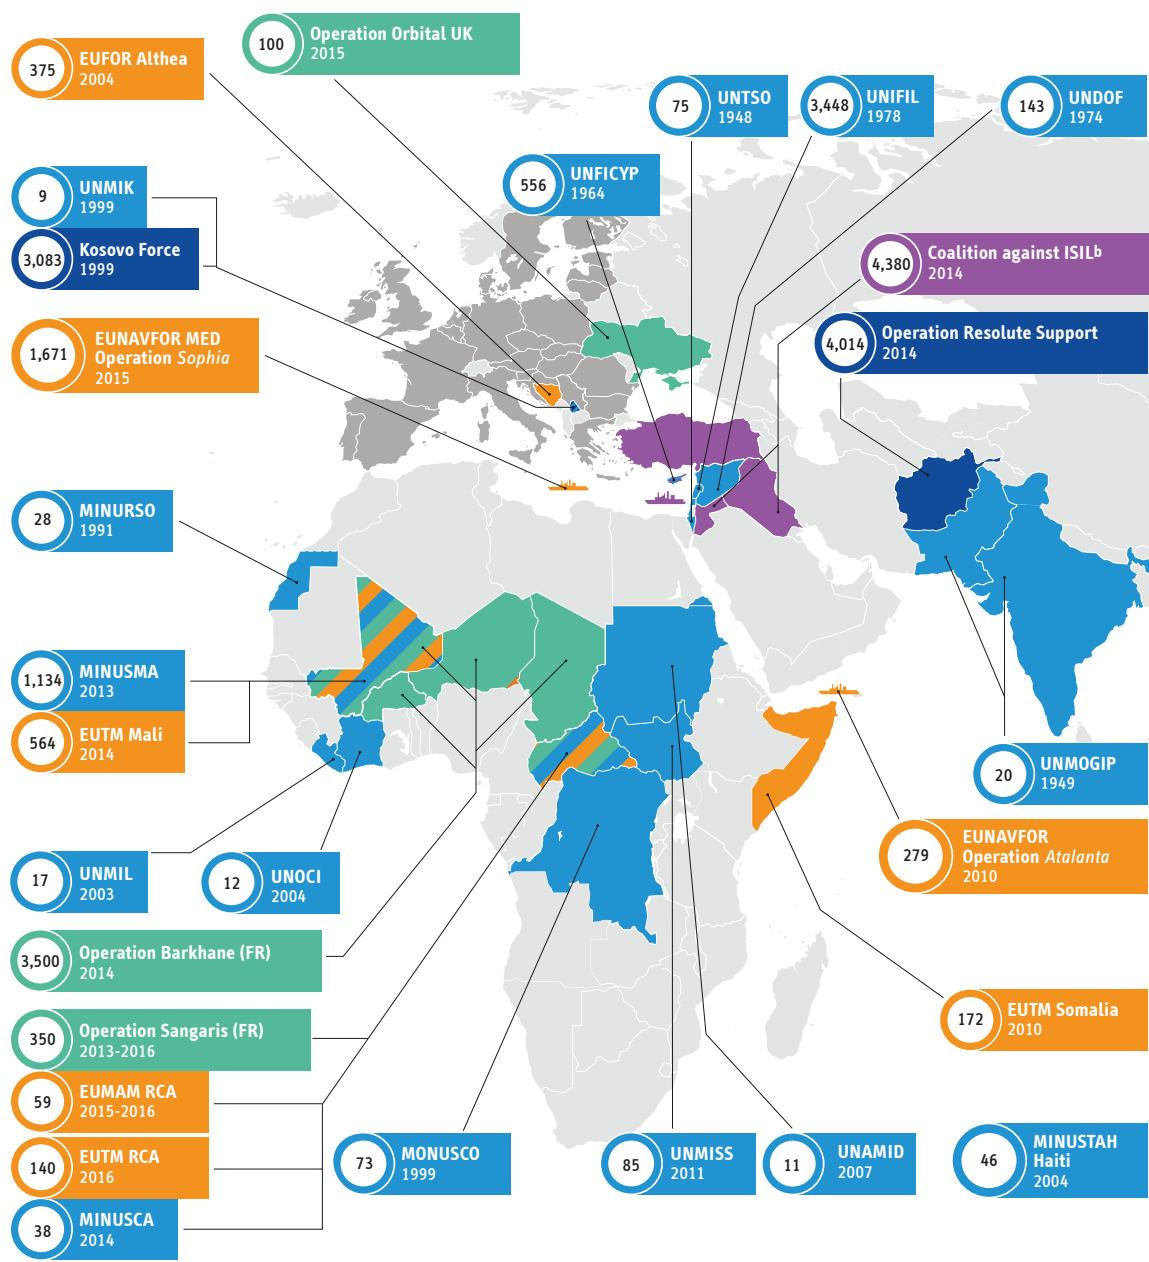 100
Operation Orbital UK
2015
375
EUFOR Althea
2004
75
UNTSO
1948
3,448
UNIFIL
1978
143
UNDOF
1974
556
UNFICYP
1964
9
UNMIK
1999
3,083
Kosovo Force
1999
4,380
Coalition against ISILb
2014
1,671
EUNAVFOR MED
Operation Sophia
2015
4,014
Operation Resolute Support
2014
28
MINURSO
1991
1,134
MINUSMA
2013
564
EUTM Mali
2014
20
UNMOGIP
1949
279
EUNAVFOR
Operation Atalanta
2010
17
UNMIL
2003
12
UNOCI
2004
3,500
Operation Barkhane (FR)
2014
172
EUTM Somalia
2010
350
Operation Sangaris (FR)
2013-2016
59
EUMAM RCA
2015-2016
140
EUTM RCA
2016
38
MINUSCA
2014
73
MONUSCO
1999
85
UNMISS
2011
11
UNAMID
2007
46
MINUSTAH
Haiti
2004